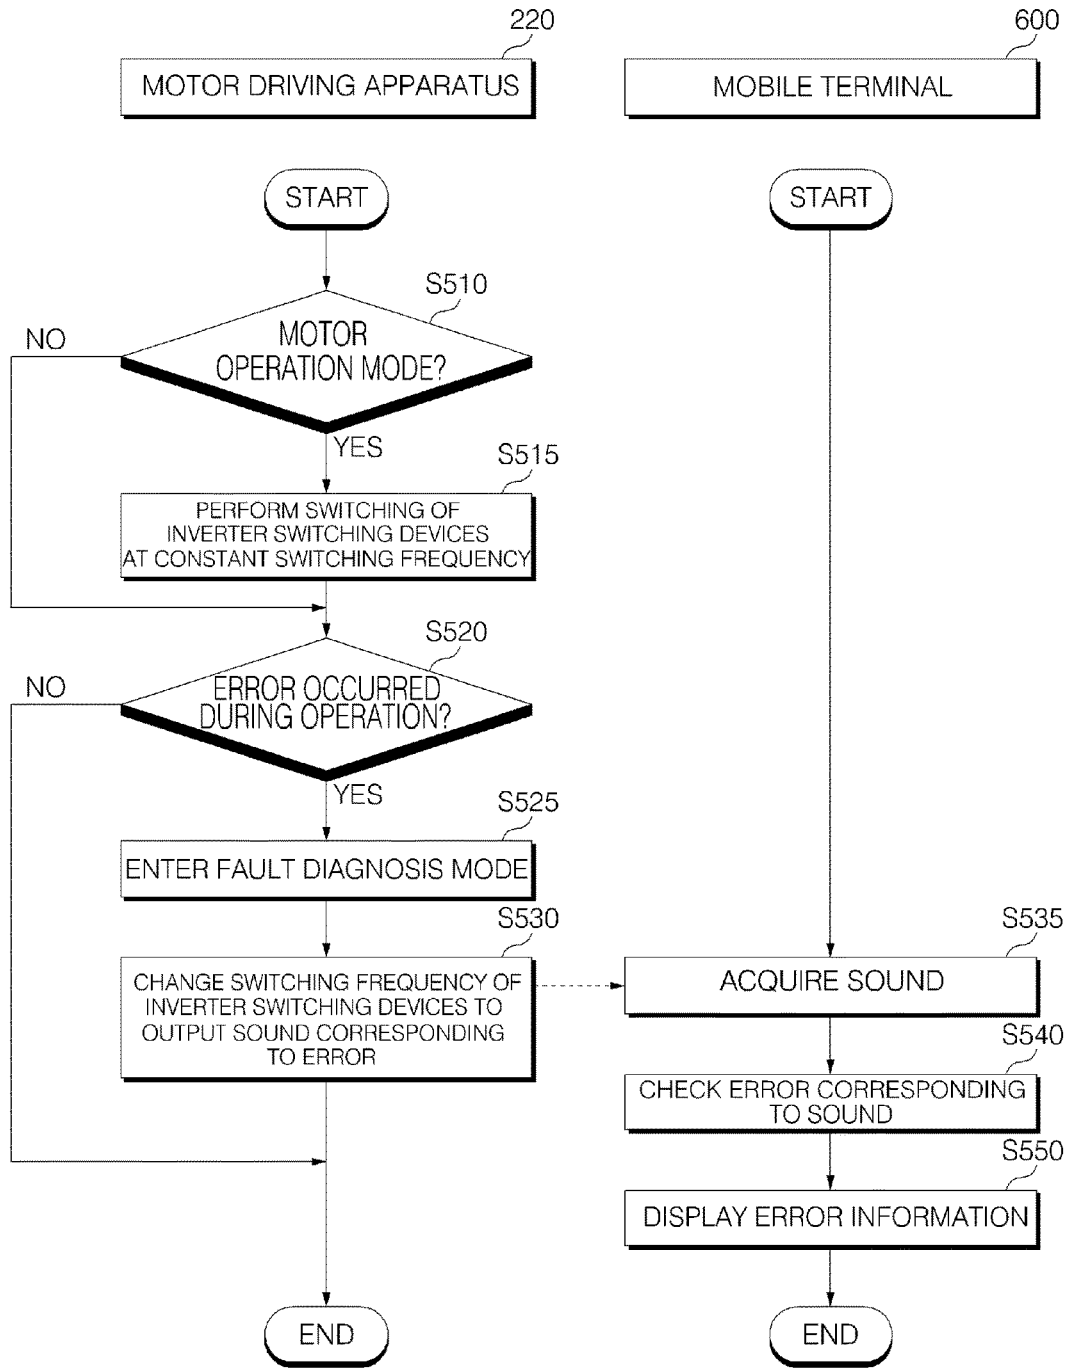 220
600
MOTOR DRIVING APPARATUS
MOBILE TERMINAL
START
START
S510
MOTOR
OPERATION MODE?
NO
YES
S515
PERFORM SWITCHING OF
INVERTER SWITCHING DEVICES
AT CONSTANT SWITCHING FREQUENCY
S520
ERROR OCCURRED
DURING OPERATION?
NO
YES
S525
ENTER FAULT DIAGNOSIS MODE
S530
CHANGE SWITCHING FREQUENCY OF
INVERTER SWITCHING DEVICES TO
OUTPUT SOUND CORRESPONDING
TO ERROR
S535
ACQUIRE SOUND
S540
CHECK ERROR CORRESPONDING
TO SOUND
S550
DISPLAY ERROR INFORMATION
END
END